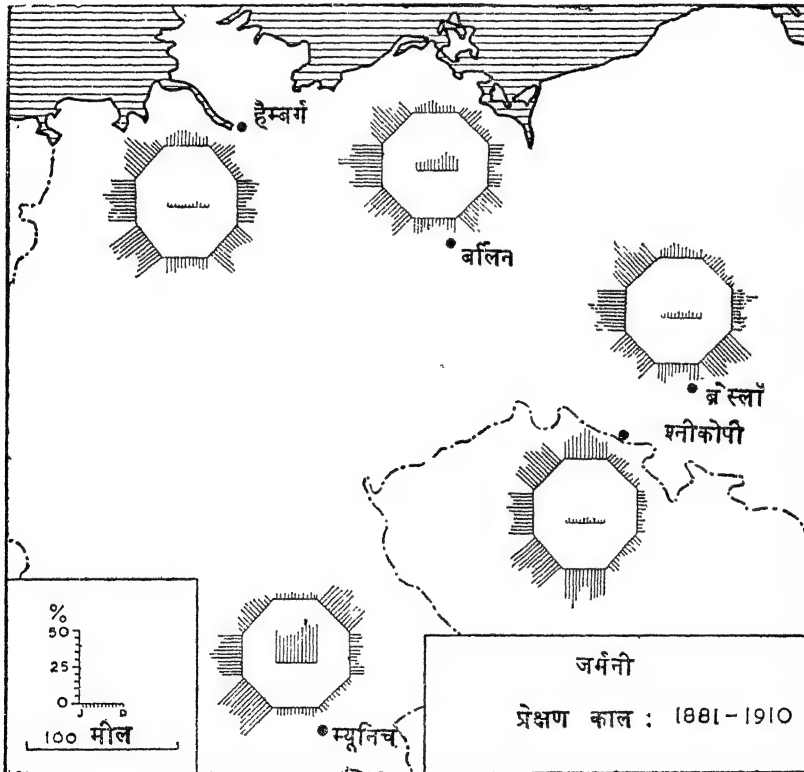 हैम्बर्ग
बर्लिन
ब्रेस्लॉ
श्नीकोपी
%
50
25
0
J D
100 मील
म्यूनिच
जर्मनी
प्रेक्षण काल : 1881-1910